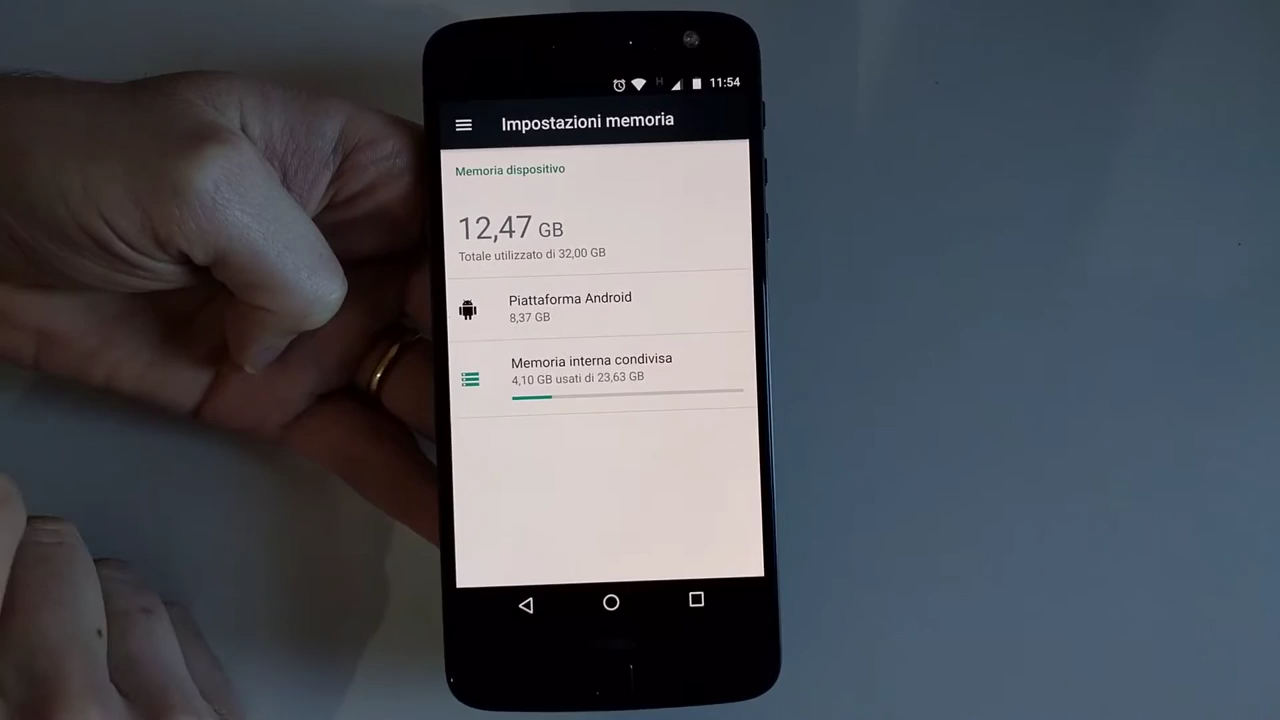 H 11:54
Impostazioni memoria
Memoria dispositivo
12,47 GB
Totale utilizzato di 32,00 GB
Piattaforma Android
8,37 GB
Memoria interna condivisa
4,10 GB usati di 23,63 GB